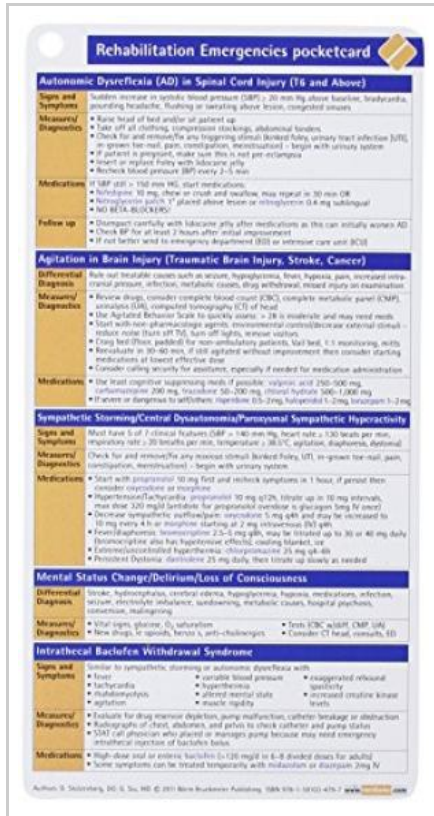 Rehabilitation Emergencies pocketcard
Autonomic Dysreflexia (AD) in Spinal Cord Injury (T6 and Above)
Signs and Symptoms
Sudden increase in systolic blood pressure (SBP) > 20 mm Hg above baseline, bradycardia,
pounding headache, flushing or sweating above lesion, congested sinuses
Measures/ Diagnostics
• Raise head of bed and/or sit patient up
• Take off all clothing, compression stockings, abdominal binders
• Check for and remove/fix any triggering stimuli (kinked foley, urinary tract infection [UTI],
in-grown toe-nail, pain, constipation, menstruation) – begin with urinary system
• If patient is pregnant, make sure this is not pre-eclampsia
• Insert or replace Foley with lidocaine jelly
• Recheck blood pressure (BP) every 2–5 min
Medications
If SBP still > 150 mm HG, start medications:
• Nifedipine 10 mg, chew or crush and swallow, may repeat in 30 min OR
• Nitroglycerin patch 1" placed above lesion or nitroglycerin 0.4 mg sublingual
• NO BETA-BLOCKERS!
Follow up
• Disimpact carefully with lidocaine jelly after medications as this can initially worsen AD
• Check BP for at least 2 hours after initial improvement
• If not better send to emergency department (ED) or intensive care unit (ICU)
Agitation in Brain Injury (Traumatic Brain Injury, Stroke, Cancer)
Differential Diagnosis
Rule out treatable causes such as seizure, hypoglycemia, fever, hypoxia, pain, increased intra-
cranial pressure, infection, metabolic causes, drug withdrawal, missed injury on examination
Measures/ Diagnostics
• Review drugs, consider complete blood count (CBC), complete metabolic panel (CMP),
urinalysis (UA), computed tomography (CT) of head
• Use Agitated Behavior Scale to quickly assess: > 28 is moderate and may need meds
• Start with non-pharmacologic agents: environmental control/decrease external stimuli –
reduce noise (turn off TV), turn off lights, remove visitors
• Craig bed (floor, padded) for non-ambulatory patients, Vail bed, 1:1 monitoring, mitts
• Reevaluate in 30–60 min, if still agitated without improvement then consider starting
medications at lowest effective dose
• Consider calling security for assistance, especially if needed for medication administration
Medications
• Use least cognitive suppressing meds if possible: valproic acid 250–500 mg,
carbamazepine 200 mg, trazodone 50–200 mg, chloral hydrate 500–1,000 mg
• If severe or dangerous to self/others: risperidone 0.5–2mg, haloperidol 1–2mg, lorazepam 1–2 mg
Sympathetic Storming/Central Dysautonomia/Paroxysmal Sympathetic Hyperactivity
Signs and Symptoms
Must have 5 of 7 clinical features (SBP > 140 mm Hg, heart rate > 130 beats per min,
respiratory rate > 20 breaths per min, temperature > 38.5°C, agitation, diaphoresis, dystonia)
Measures/ Diagnostics
Check for and remove/fix any noxious stimuli (kinked Foley, UTI, in-grown toe-nail, pain,
constipation, menstruation) – begin with urinary system
Medications
• Start with propranolol 10 mg first and recheck symptoms in 1 hour, if persist then
consider oxycodone or morphine
• Hypertension/Tachycardia: propranolol 10 mg q12h, titrate up in 10 mg intervals,
max dose 320 mg/d (antidote for propranolol overdose is glucagon 5mg IV once)
• Decrease sympathetic outflow/pain: oxycodone 5 mg q4h and may be increased to
10 mg every 4 h or morphine starting at 2 mg intravenous (IV) q4h
• Fever/diaphoresis: bromocriptine 2.5–5 mg q8h, may be titrated up to 30 or 40 mg daily
(bromocriptine also has hypotensive effects); cooling blanket, ice
• Extreme/uncontrolled hyperthermia: chlorpromazine 25 mg q4–6h
• Persistent Dystonia: dantrolene 25 mg daily, then titrate up slowly as needed
Mental Status Change/Delirium/Loss of Consciousness
Differential Diagnosis
Stroke, hydrocephalus, cerebral edema, hypoglycemia, hypoxia, medications, infection,
seizure, electrolyte imbalance, sundowning, metabolic causes, hospital psychosis,
conversion, malingering
Measures/ Diagnostics
• Vital signs, glucose, O₂ saturation
• Tests (CBC w/diff, CMP, UA)
• New drugs, ie opioids, benzo's, anti-cholinergics
• Consider CT head, consults, ED
Intrathecal Baclofen Withdrawal Syndrome
Signs and Symptoms
Similar to sympathetic storming or autonomic dysreflexia with
• fever
• variable blood pressure
• exaggerated rebound spasticity
• tachycardia
• hyperthermia
• rhabdomyolysis
• altered mental state
• increased creatine kinase levels
• agitation
• muscle rigidity
Measures/ Diagnostics
• Evaluate for drug reservoir depletion, pump malfunction, catheter breakage or obstruction
• Radiographs of chest, abdomen, and pelvis to check catheter and pump status
• STAT call physician who placed or manages pump because may need emergency
intrathecal injection of baclofen bolus
Medications
• High-dose oral or enteric baclofen (>120 mg/d in 6–8 divided doses for adults)
• Some symptoms can be treated temporarily with midazolam or diazepam 2mg IV